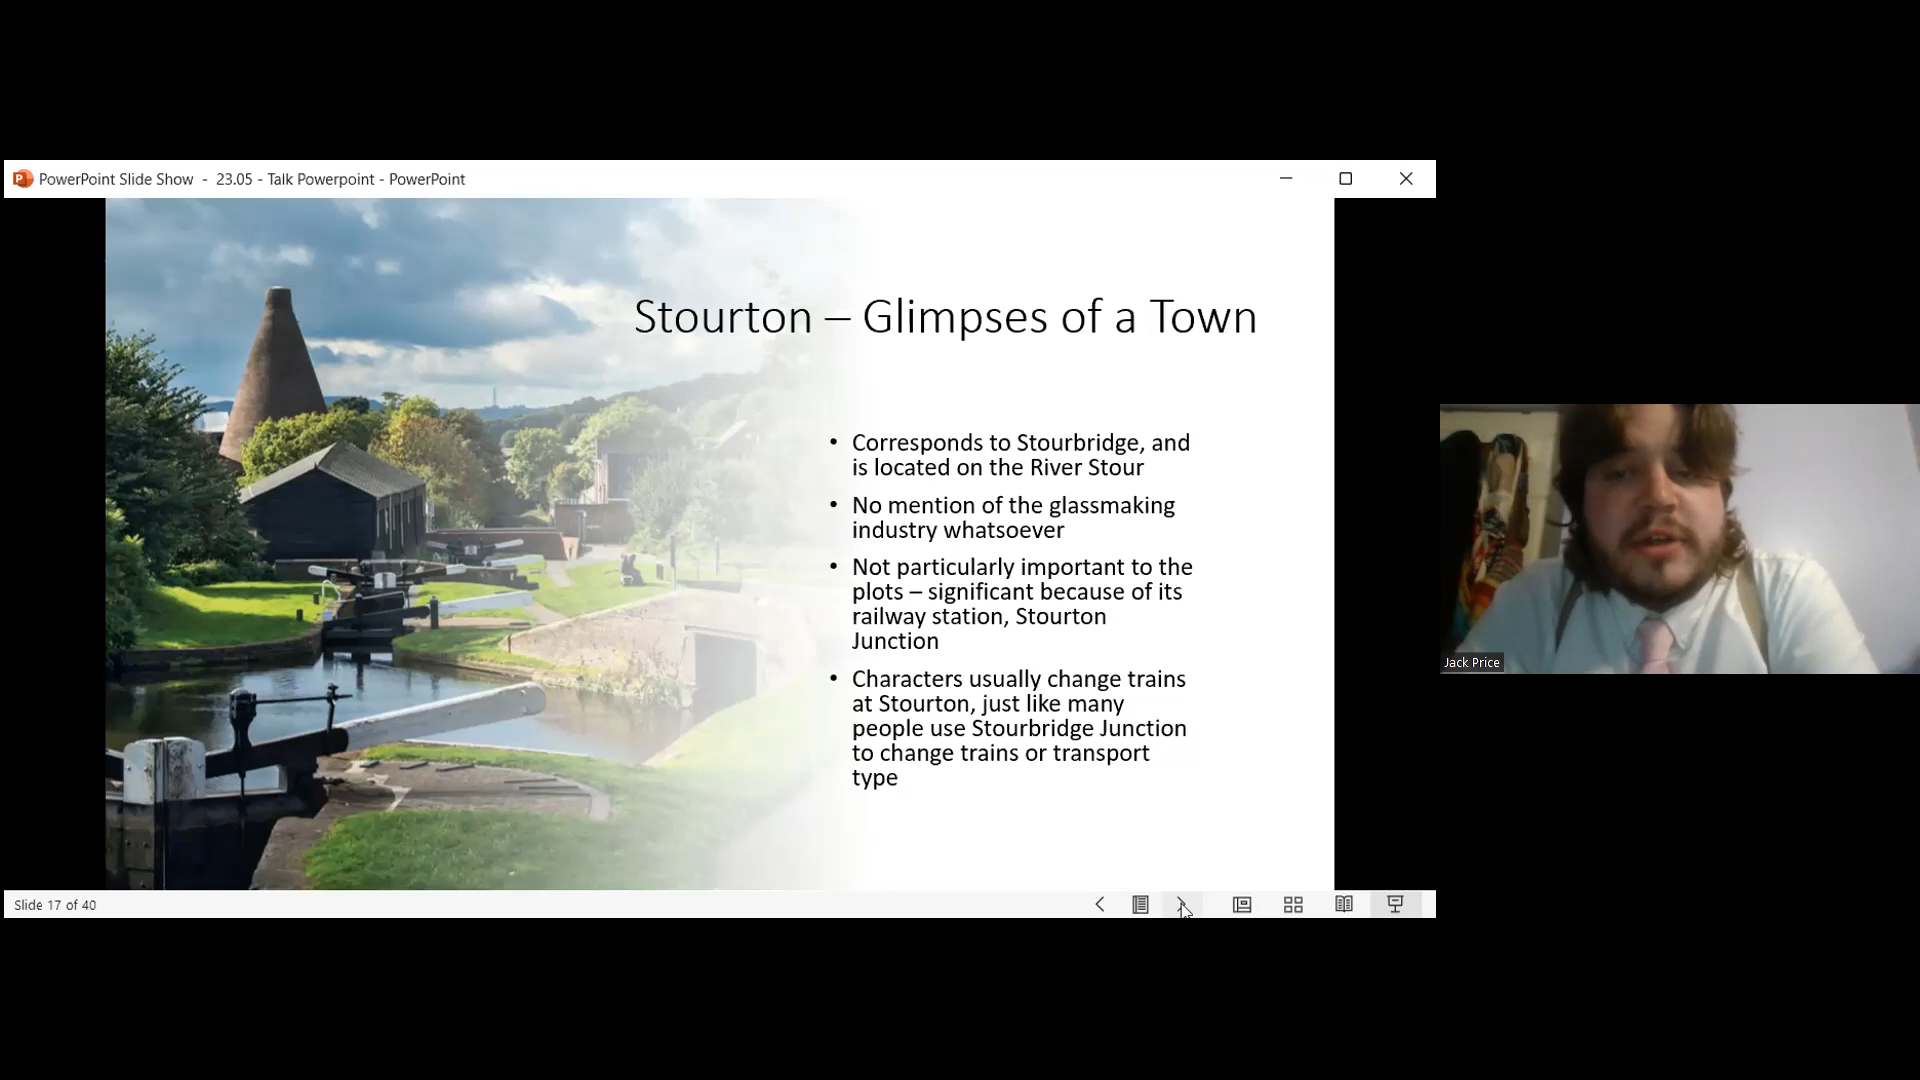 PowerPoint Slide Show - 23.05 - Talk Powerpoint - PowerPoint
Stourton – Glimpses of a Town
• Corresponds to Stourbridge, and
is located on the River Stour
• No mention of the glassmaking
industry whatsoever
• Not particularly important to the
plots – significant because of its
railway station, Stourton
Junction
• Characters usually change trains
at Stourton, just like many
people use Stourbridge Junction
to change trains or transport
type
Jack Price
Slide 17 of 40